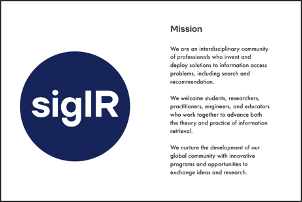 sigIR
Mission
We are an interdisciplinary community
of professionals who invent and
deploy solutions to information access
problems, including search and
recommendation.
We welcome students, researchers,
practitioners, engineers, and educators
who work together to advance both
the theory and practice of information
retrieval.
We nurture the development of our
global community with innovative
programs and opportunities to
exchange ideas and research.